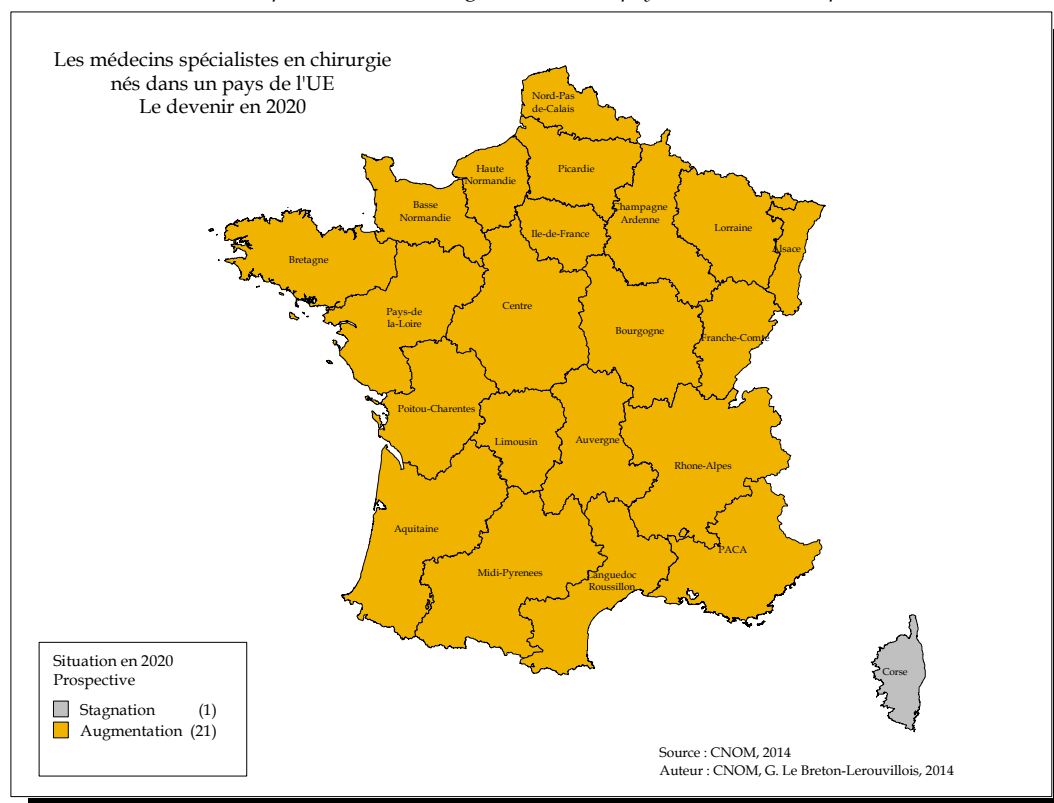 Les médecins spécialistes en chirurgie
nés dans un pays de l'UE
Le devenir en 2020
Nord-Pas
de-Calais
Haute
Normandie
Picardie
Basse
Normandie
Champagne
Ardenne
Ile-de-France
Lorraine
Alsace
Bretagne
Pays-de
la-Loire
Centre
Bourgogne
Franche-Comte
Poitou-Charentes
Limousin
Auvergne
Rhone-Alpes
Aquitaine
Midi-Pyrenees
Languedoc
Roussillon
PACA
Corse
Situation en 2020
Prospective
Stagnation (1)
Augmentation (21)
Source : CNOM, 2014
Auteur : CNOM, G. Le Breton-Lerouvillois, 2014